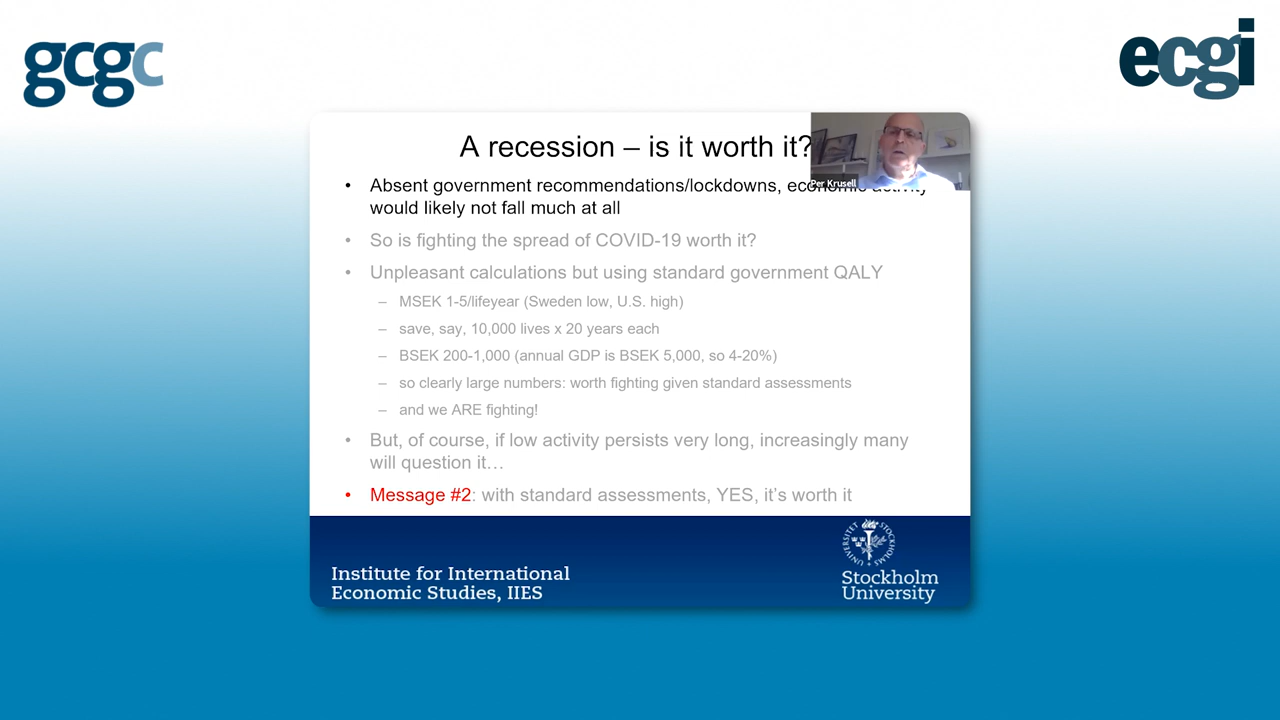 gcgc
ecgi
A recession – is it worth it?
Per Krusell
• Absent government recommendations/lockdowns, economic activity
would likely not fall much at all
• So is fighting the spread of COVID-19 worth it?
• Unpleasant calculations but using standard government QALY
– MSEK 1-5/lifeyear (Sweden low, U.S. high)
– save, say, 10,000 lives x 20 years each
– BSEK 200-1,000 (annual GDP is BSEK 5,000, so 4-20%)
– so clearly large numbers: worth fighting given standard assessments
– and we ARE fighting!
• But, of course, if low activity persists very long, increasingly many
will question it…
• Message #2: with standard assessments, YES, it’s worth it
Institute for International
Economic Studies, IIES
STOCKHOLMS UNIVERSITET
Stockholm
University